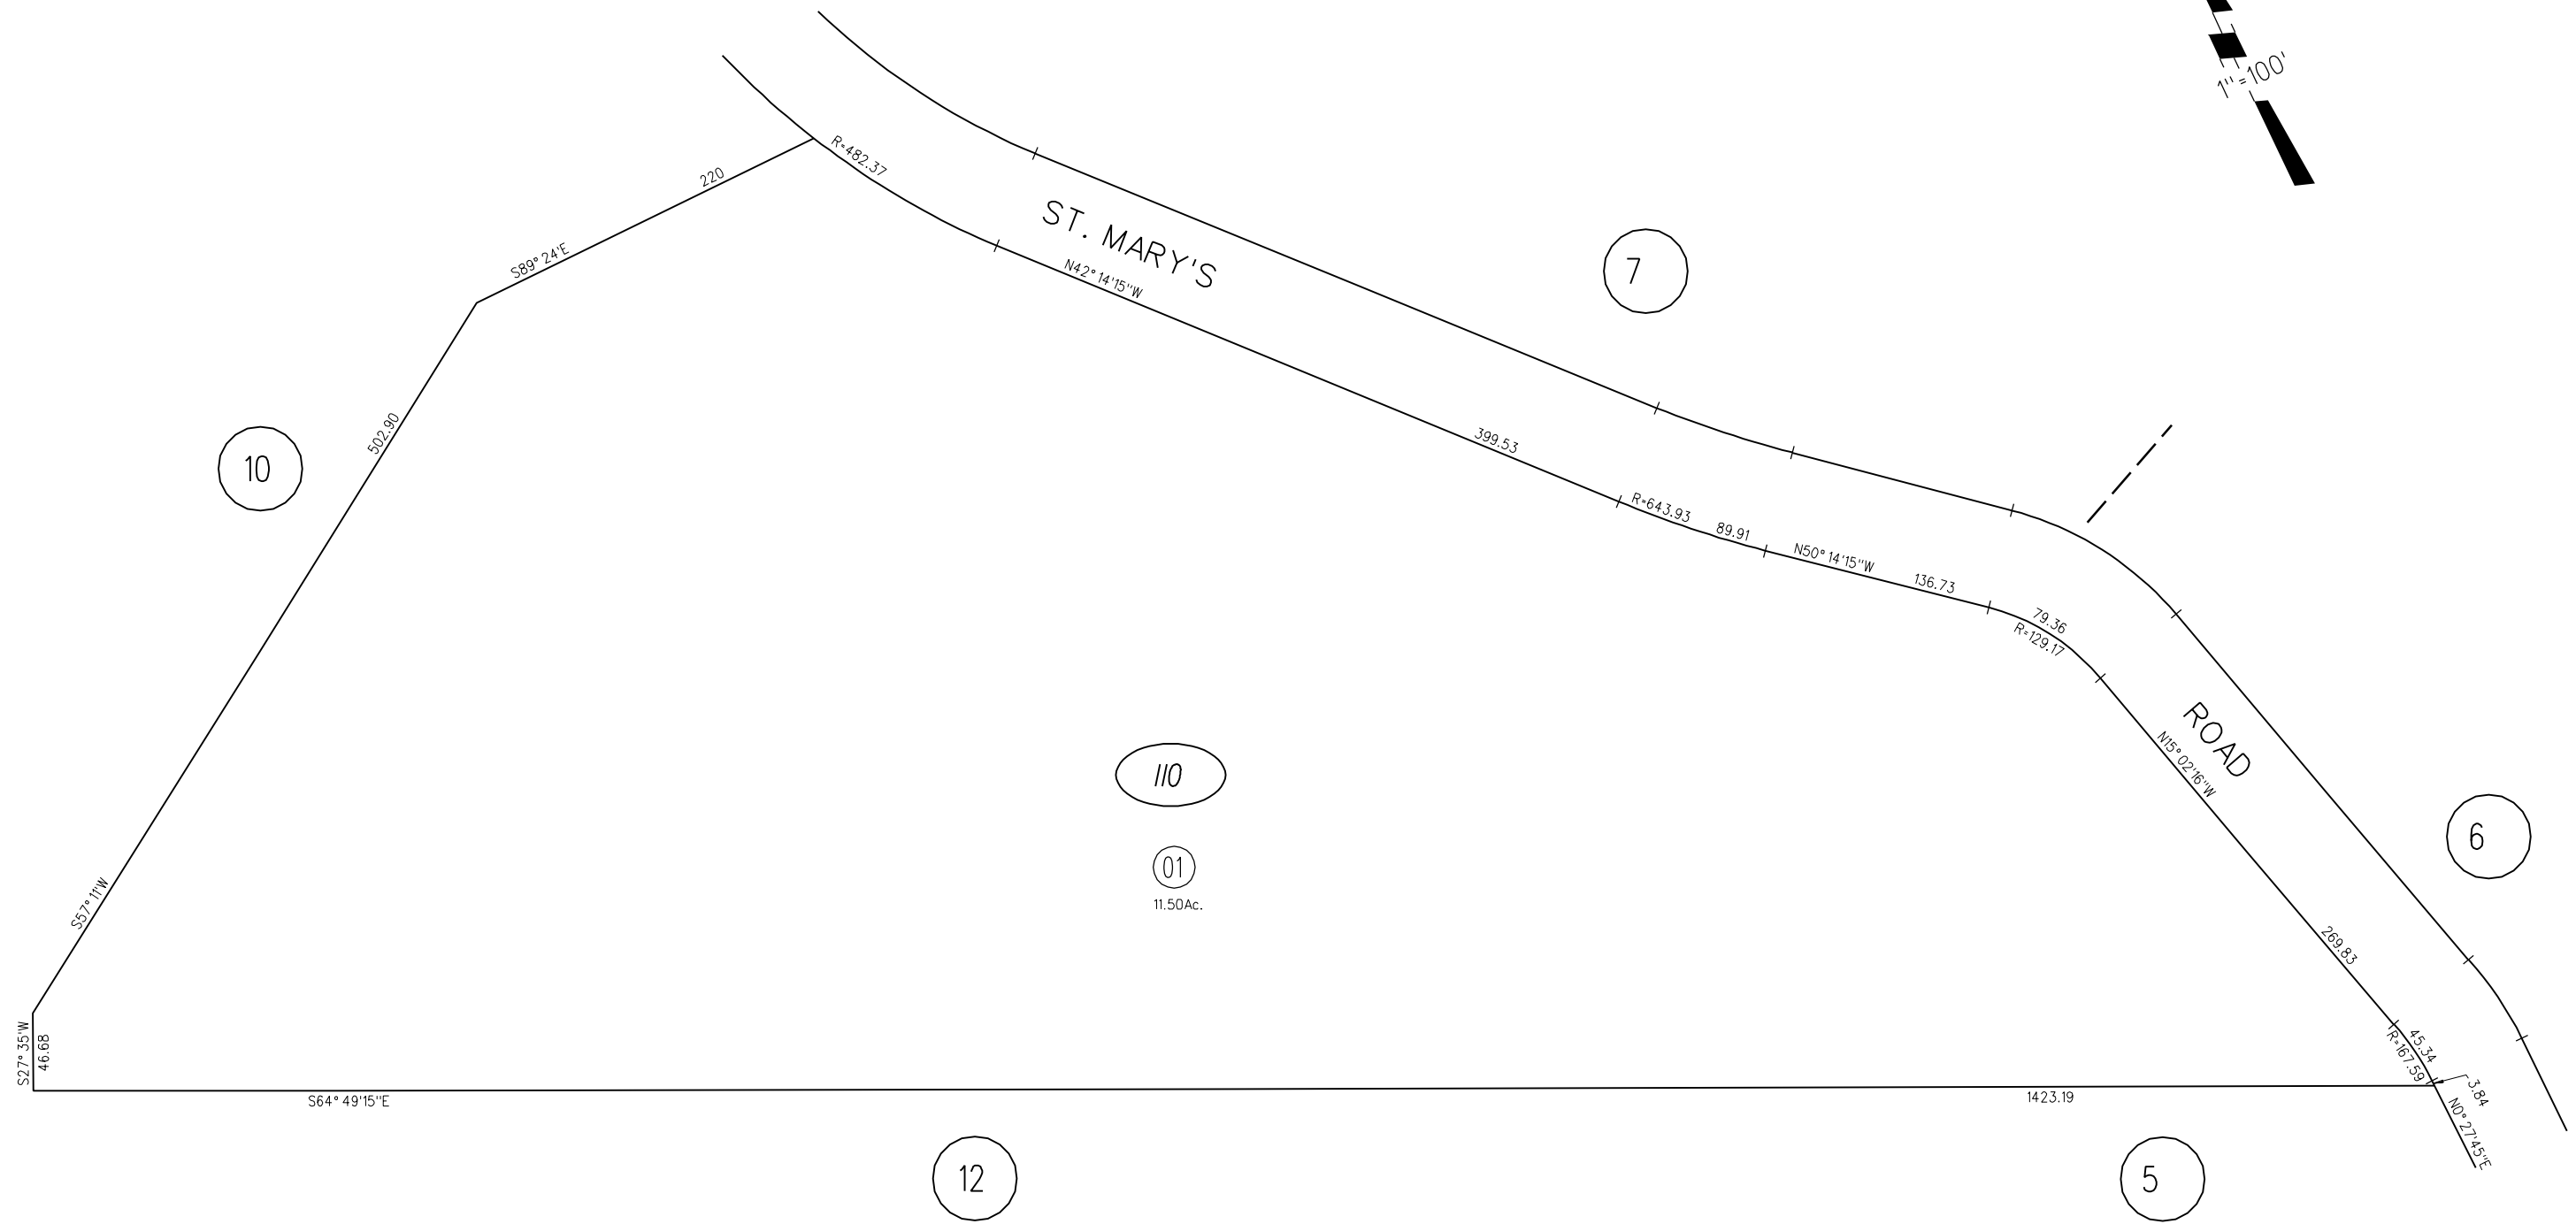 1"=100'
R=482.37
220
S89° 24'E
ST. MARY'S
N42° 14'15"W
7
502.90
10
399.53
R=643.93
89.91
N50° 14'15"W
136.73
79.36
R=129.17
ROAD
N15° 02'16"W
110
01
11.50Ac.
6
S57° 11'W
269.83
S27° 35'W
46.68
45.34
R=167.59
3.84
N0° 27'45"E
S64° 49'15"E
1423.19
12
5